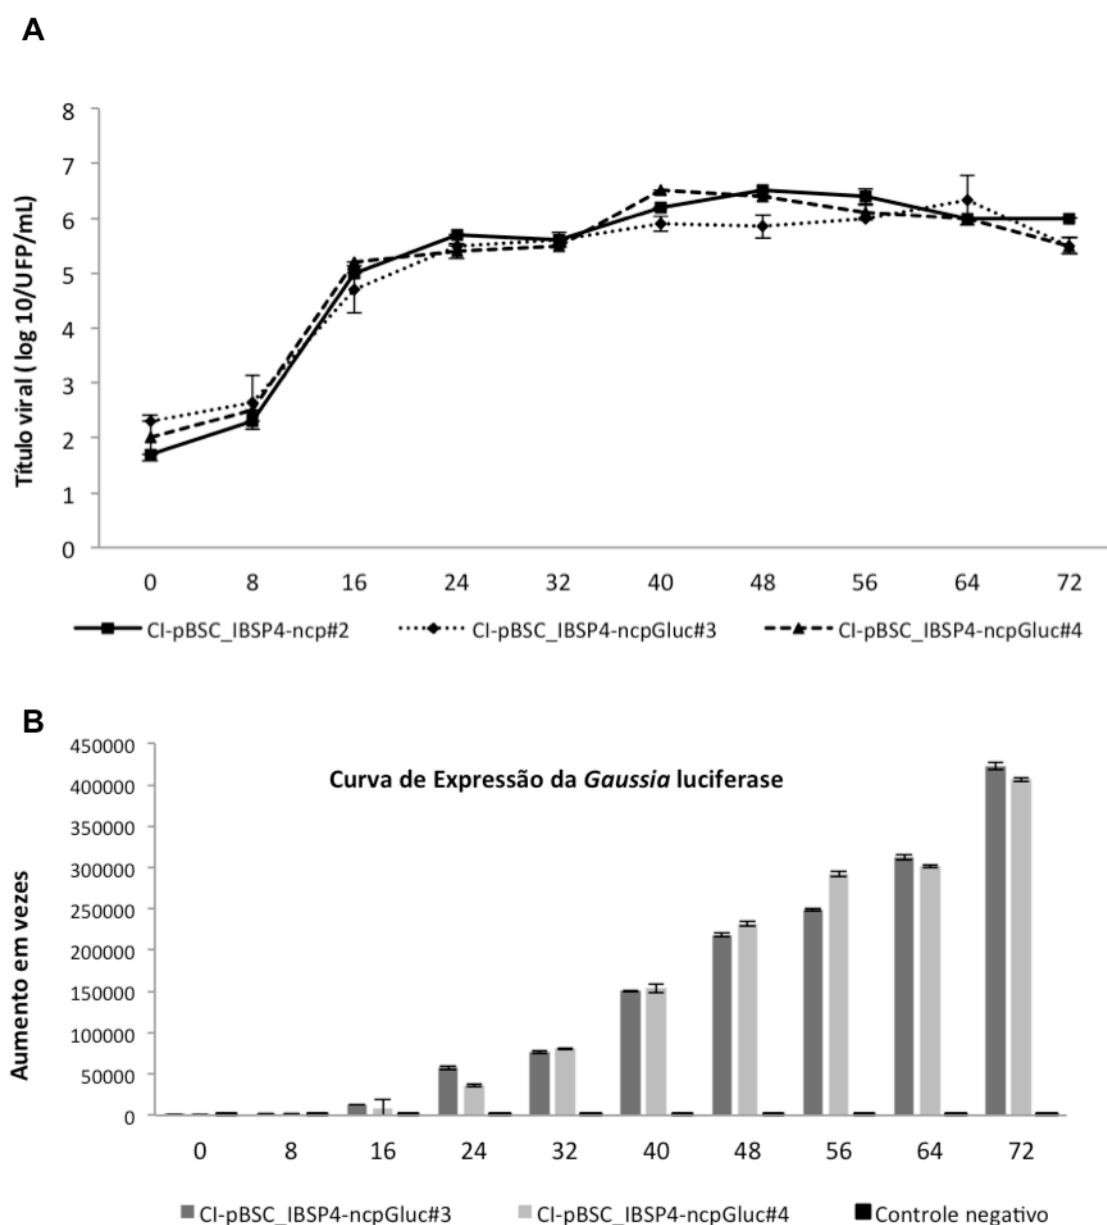 A
8
7
6
5
4
3
2
1
0
Título viral ( log 10/UFP/mL)
0 8 16 24 32 40 48 56 64 72
CI-pBSC_IBSP4-ncp#2 CI-pBSC_IBSP4-ncpGluc#3 CI-pBSC_IBSP4-ncpGluc#4
B
Curva de Expressão da Gaussia luciferase
450000
400000
350000
300000
250000
200000
150000
100000
50000
0
Aumento em vezes
0 8 16 24 32 40 48 56 64 72
CI-pBSC_IBSP4-ncpGluc#3 CI-pBSC_IBSP4-ncpGluc#4 Controle negativo